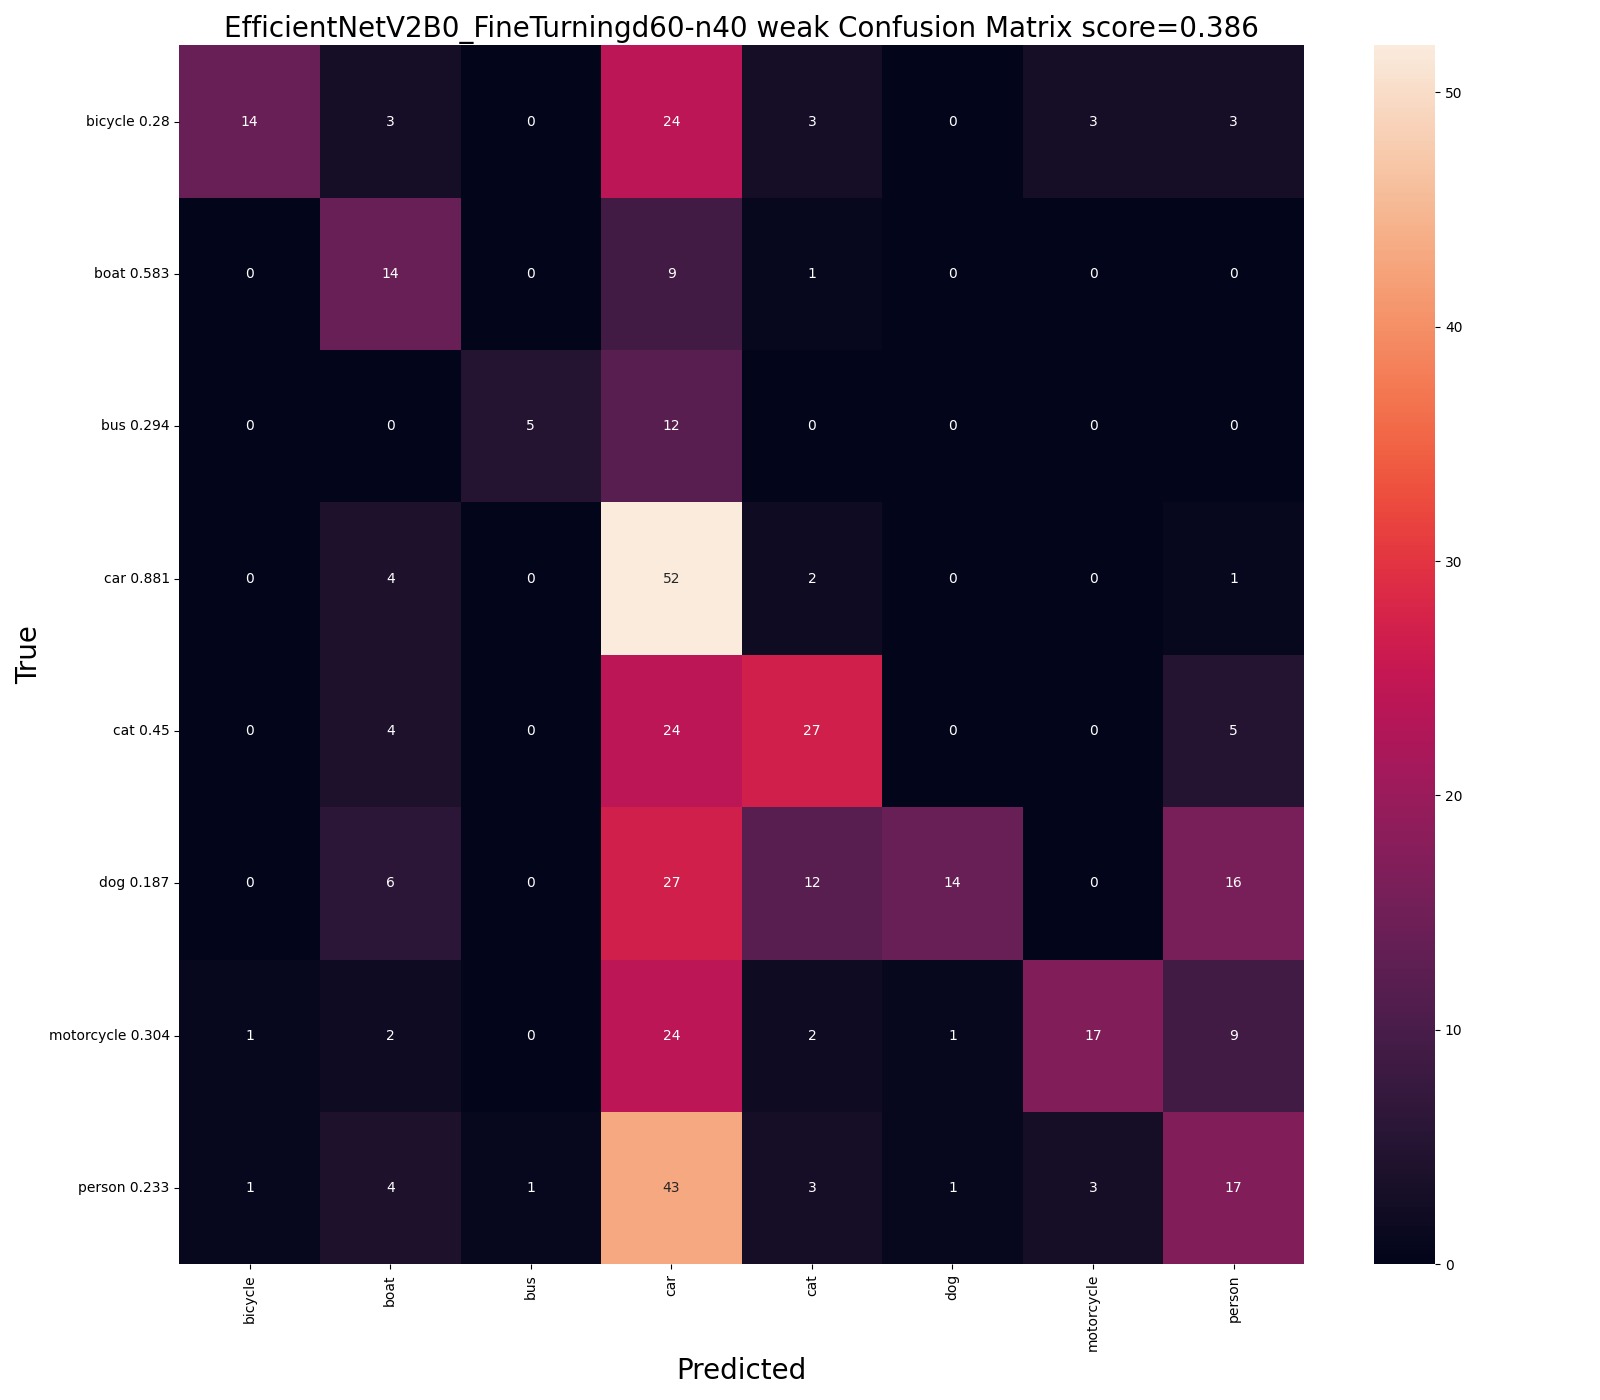 EfficientNetV2B0_FineTurningd60-n40 weak Confusion Matrix score=0.386
True
bicycle 0.28 14 3 0 24 3 0 3 3
boat 0.583 0 14 0 9 1 0 0 0
bus 0.294 0 0 5 12 0 0 0 0
car 0.881 0 4 0 52 2 0 0 1
cat 0.45 0 4 0 24 27 0 0 5
dog 0.187 0 6 0 27 12 14 0 16
motorcycle 0.304 1 2 0 24 2 1 17 9
person 0.233 1 4 1 43 3 1 3 17
bicycle boat bus car cat dog motorcycle person
Predicted
50
40
30
20
10
0